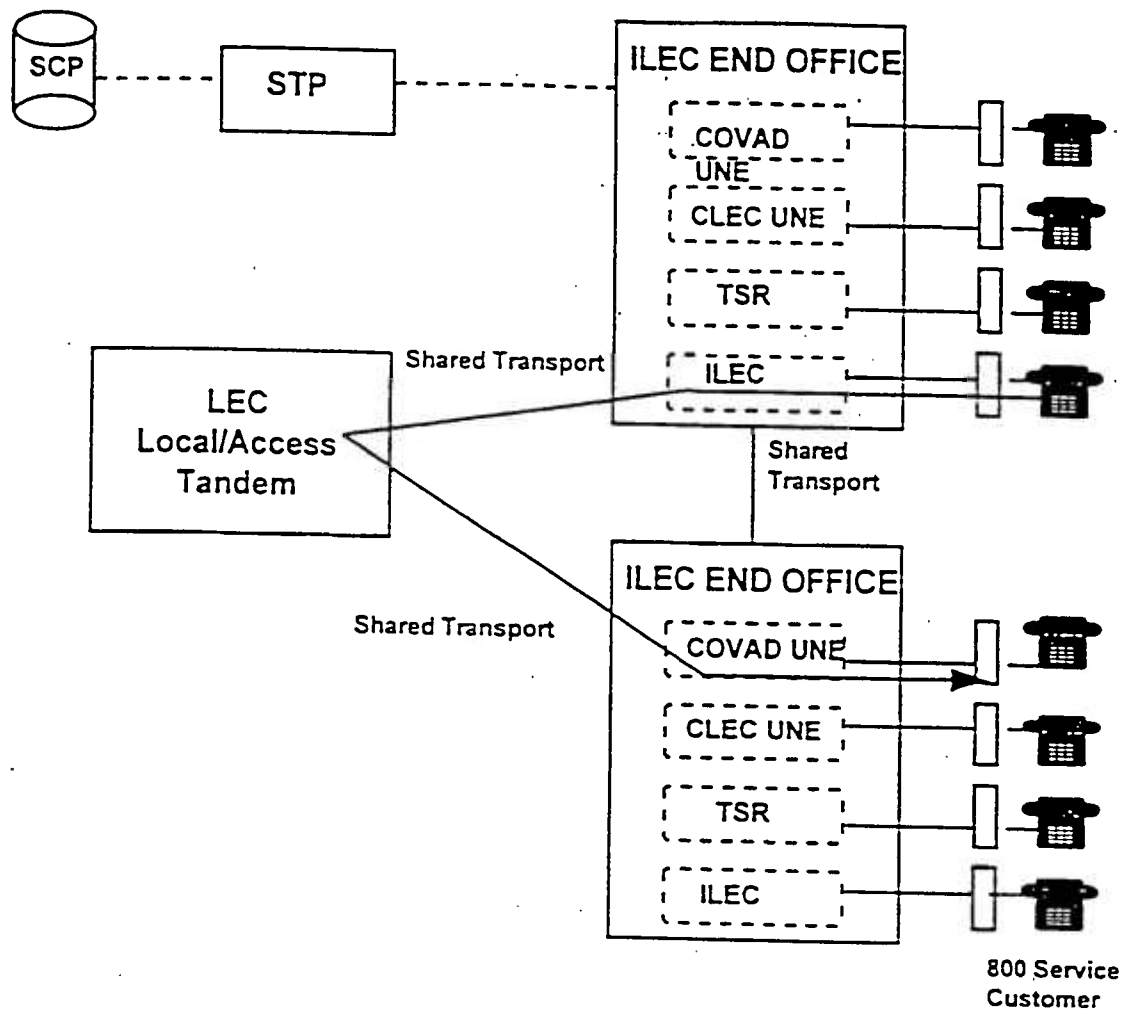 SCP
STP
ILEC END OFFICE
COVAD
UNE
CLEC UNE
TSR
ILEC
Shared Transport
LEC
Local/Access
Tandem
Shared
Transport
ILEC END OFFICE
Shared Transport
COVAD UNE
CLEC UNE
TSR
ILEC
800 Service
Customer